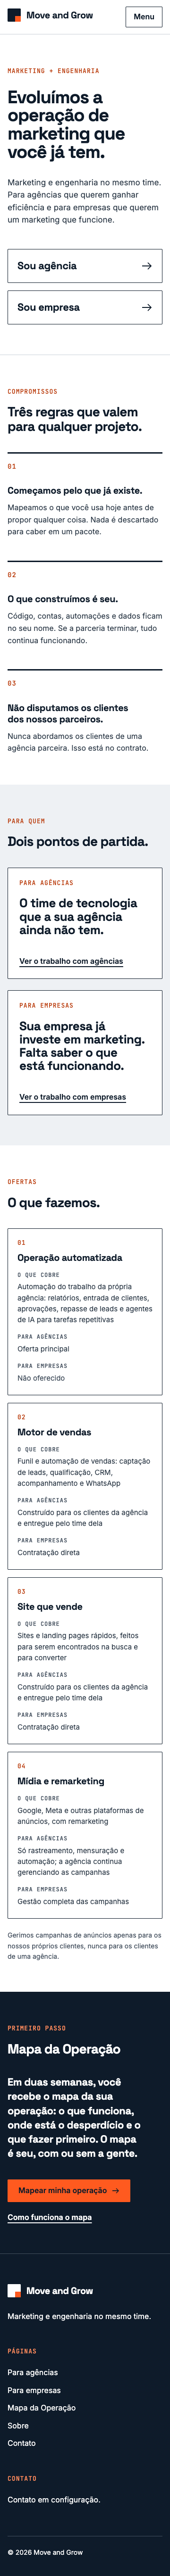 Move and Grow
Menu
MARKETING + ENGENHARIA
Evoluímos a
operação de
marketing que
você já tem.
Marketing e engenharia no mesmo time.
Para agências que querem ganhar
eficiência e para empresas que querem
um marketing que funcione.
Sou agência
Sou empresa
COMPROMISSOS
Três regras que valem
para qualquer projeto.
01
Começamos pelo que já existe.
Mapeamos o que você usa hoje antes de
propor qualquer coisa. Nada é descartado
para caber em um pacote.
02
O que construímos é seu.
Código, contas, automações e dados ficam
no seu nome. Se a parceria terminar, tudo
continua funcionando.
03
Não disputamos os clientes
dos nossos parceiros.
Nunca abordamos os clientes de uma
agência parceira. Isso está no contrato.
PARA QUEM
Dois pontos de partida.
PARA AGÊNCIAS
O time de tecnologia
que a sua agência
ainda não tem.
Ver o trabalho com agências
PARA EMPRESAS
Sua empresa já
investe em marketing.
Falta saber o que
está funcionando.
Ver o trabalho com empresas
OFERTAS
O que fazemos.
01
Operação automatizada
O QUE COBRE
Automação do trabalho da própria
agência: relatórios, entrada de clientes,
aprovações, repasse de leads e agentes
de IA para tarefas repetitivas
PARA AGÊNCIAS
Oferta principal
PARA EMPRESAS
Não oferecido
02
Motor de vendas
O QUE COBRE
Funil e automação de vendas: captação
de leads, qualificação, CRM,
acompanhamento e WhatsApp
PARA AGÊNCIAS
Construído para os clientes da agência
e entregue pelo time dela
PARA EMPRESAS
Contratação direta
03
Site que vende
O QUE COBRE
Sites e landing pages rápidos, feitos
para serem encontrados na busca e
para converter
PARA AGÊNCIAS
Construído para os clientes da agência
e entregue pelo time dela
PARA EMPRESAS
Contratação direta
04
Mídia e remarketing
O QUE COBRE
Google, Meta e outras plataformas de
anúncios, com remarketing
PARA AGÊNCIAS
Só rastreamento, mensuração e
automação; a agência continua
gerenciando as campanhas
PARA EMPRESAS
Gestão completa das campanhas
Gerimos campanhas de anúncios apenas para os
nossos próprios clientes, nunca para os clientes
de uma agência.
PRIMEIRO PASSO
Mapa da Operação
Em duas semanas, você
recebe o mapa da sua
operação: o que funciona,
onde está o desperdício e o
que fazer primeiro. O mapa
é seu, com ou sem a gente.
Mapear minha operação
Como funciona o mapa
Move and Grow
Marketing e engenharia no mesmo time.
PÁGINAS
Para agências
Para empresas
Mapa da Operação
Sobre
Contato
CONTATO
Contato em configuração.
© 2026 Move and Grow